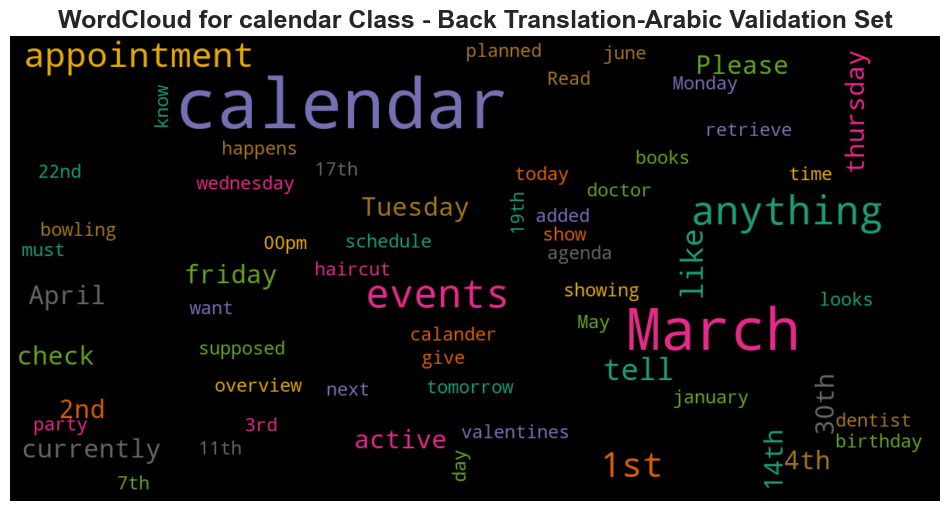 WordCloud for calendar Class - Back Translation-Arabic Validation Set
appointment
planned
june
Read
Please
Monday
thursday
know
calendar
retrieve
happens
17th
books
22nd
wednesday
today
time
doctor
Tuesday
19th
added
anything
bowling
must
00pm
schedule
show
agenda
like
friday
haircut
events
showing
looks
April
want
May
March
calander
give
check
supposed
tell
overview
next
tomorrow
january
30th
2nd
party
3rd
valentines
dentist
birthday
currently
11th
active
day
1st
14th
4th
7th